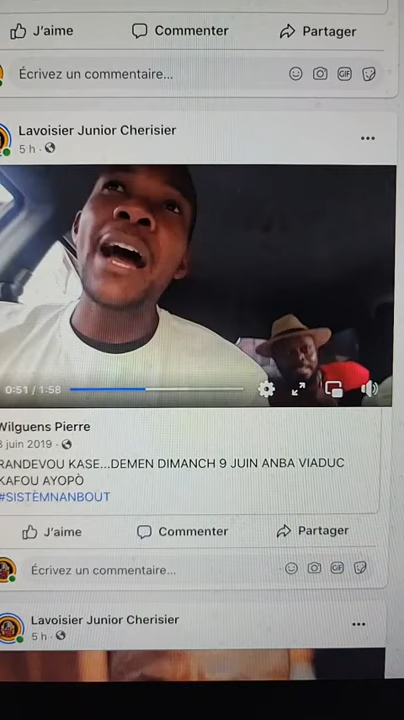 J'aime Commenter Partager
Écrivez un commentaire...
GIF
Lavoisier Junior Cherisier
5 h
0:51 / 1:58
Wilguens Pierre
8 juin 2019
RANDEVOU KASE...DEMEN DIMANCH 9 JUIN ANBA VIADUC
KAFOU AYOPÒ
#SISTÈMNANBOUT
J'aime Commenter Partager
Écrivez un commentaire...
GIF
Lavoisier Junior Cherisier
5 h